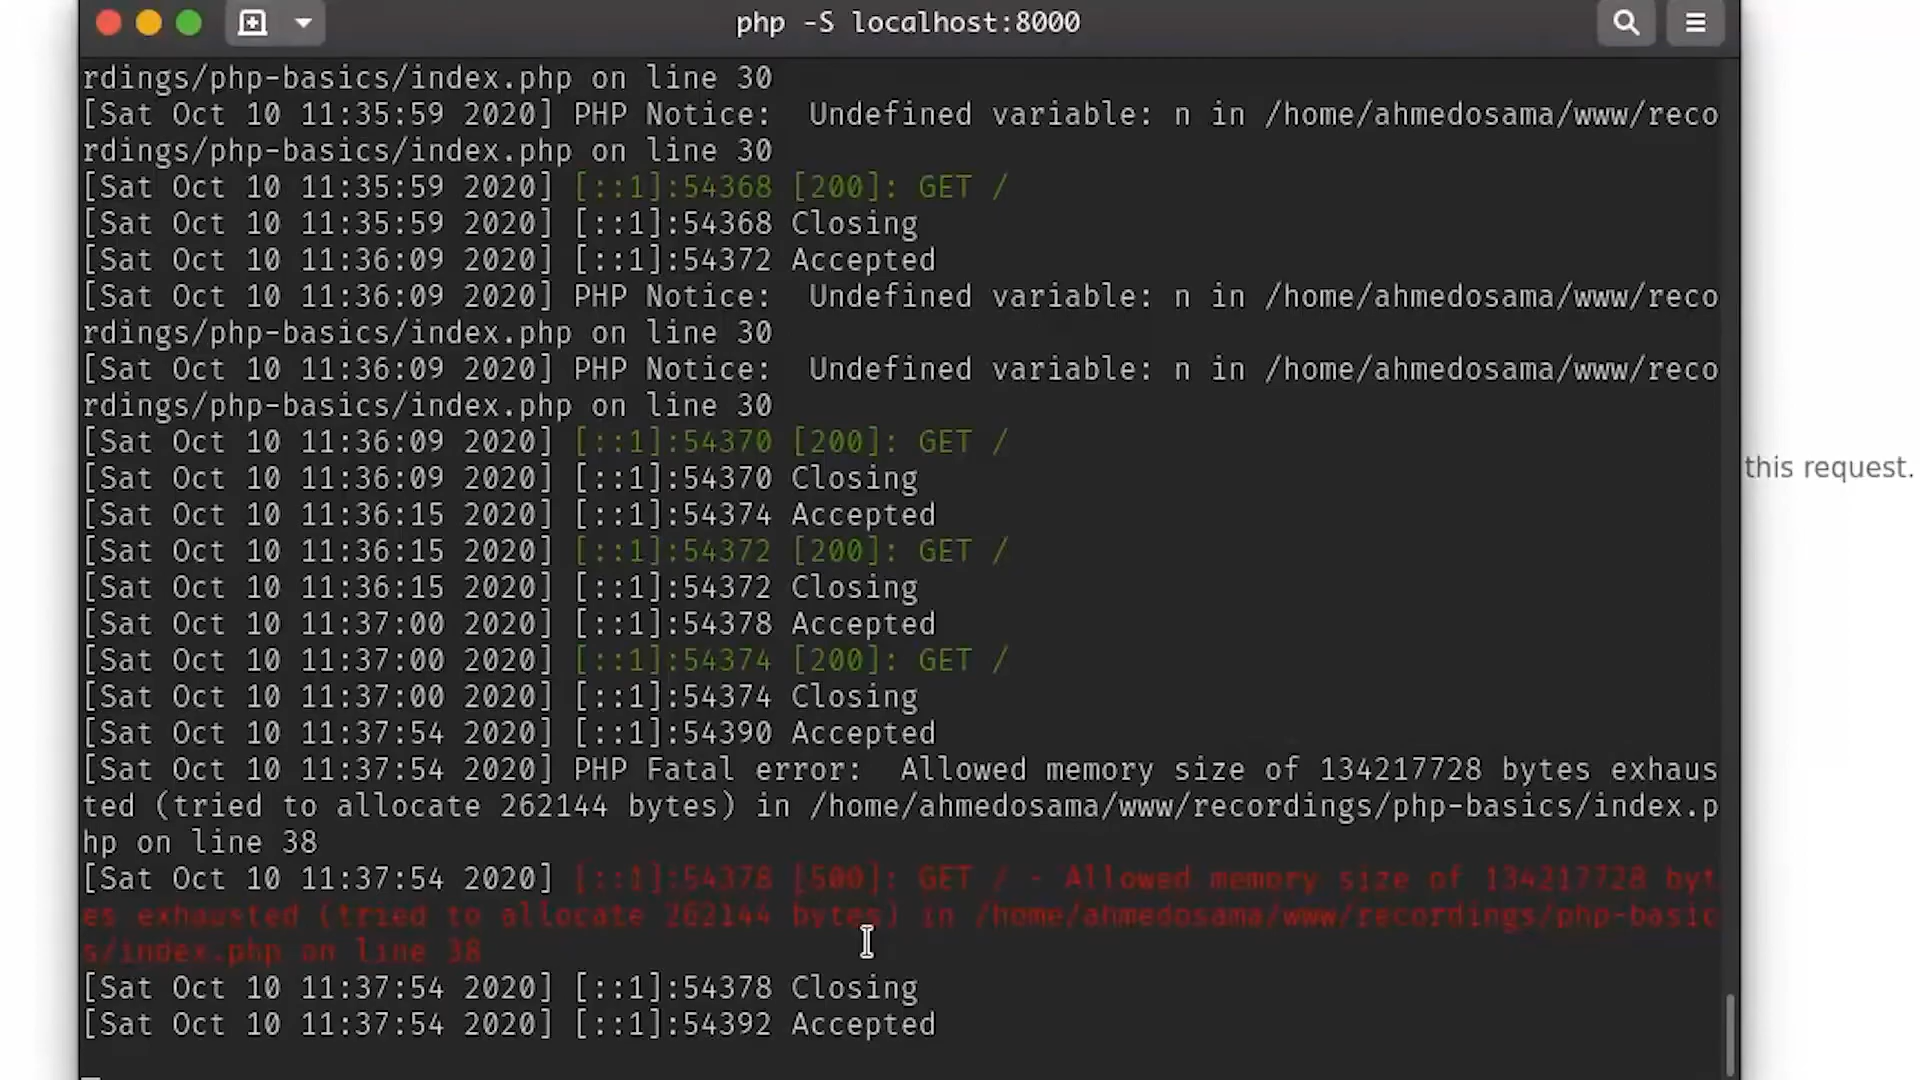 php -S localhost:8000
rdings/php-basics/index.php on line 30
[Sat Oct 10 11:35:59 2020] PHP Notice:  Undefined variable: n in /home/ahmedosama/www/reco
rdings/php-basics/index.php on line 30
[Sat Oct 10 11:35:59 2020] [::1]:54368 [200]: GET /
[Sat Oct 10 11:35:59 2020] [::1]:54368 Closing
[Sat Oct 10 11:36:09 2020] [::1]:54372 Accepted
[Sat Oct 10 11:36:09 2020] PHP Notice:  Undefined variable: n in /home/ahmedosama/www/reco
rdings/php-basics/index.php on line 30
[Sat Oct 10 11:36:09 2020] PHP Notice:  Undefined variable: n in /home/ahmedosama/www/reco
rdings/php-basics/index.php on line 30
[Sat Oct 10 11:36:09 2020] [::1]:54370 [200]: GET /
[Sat Oct 10 11:36:09 2020] [::1]:54370 Closing
this request.
[Sat Oct 10 11:36:15 2020] [::1]:54374 Accepted
[Sat Oct 10 11:36:15 2020] [::1]:54372 [200]: GET /
[Sat Oct 10 11:36:15 2020] [::1]:54372 Closing
[Sat Oct 10 11:37:00 2020] [::1]:54378 Accepted
[Sat Oct 10 11:37:00 2020] [::1]:54374 [200]: GET /
[Sat Oct 10 11:37:00 2020] [::1]:54374 Closing
[Sat Oct 10 11:37:54 2020] [::1]:54390 Accepted
[Sat Oct 10 11:37:54 2020] PHP Fatal error:  Allowed memory size of 134217728 bytes exhaus
ted (tried to allocate 262144 bytes) in /home/ahmedosama/www/recordings/php-basics/index.p
hp on line 38
[Sat Oct 10 11:37:54 2020] [::1]:54378 [500]: GET / - Allowed memory size of 134217728 byt
es exhausted (tried to allocate 262144 bytes) in /home/ahmedosama/www/recordings/php-basic
s/index.php on line 38
[Sat Oct 10 11:37:54 2020] [::1]:54378 Closing
[Sat Oct 10 11:37:54 2020] [::1]:54392 Accepted